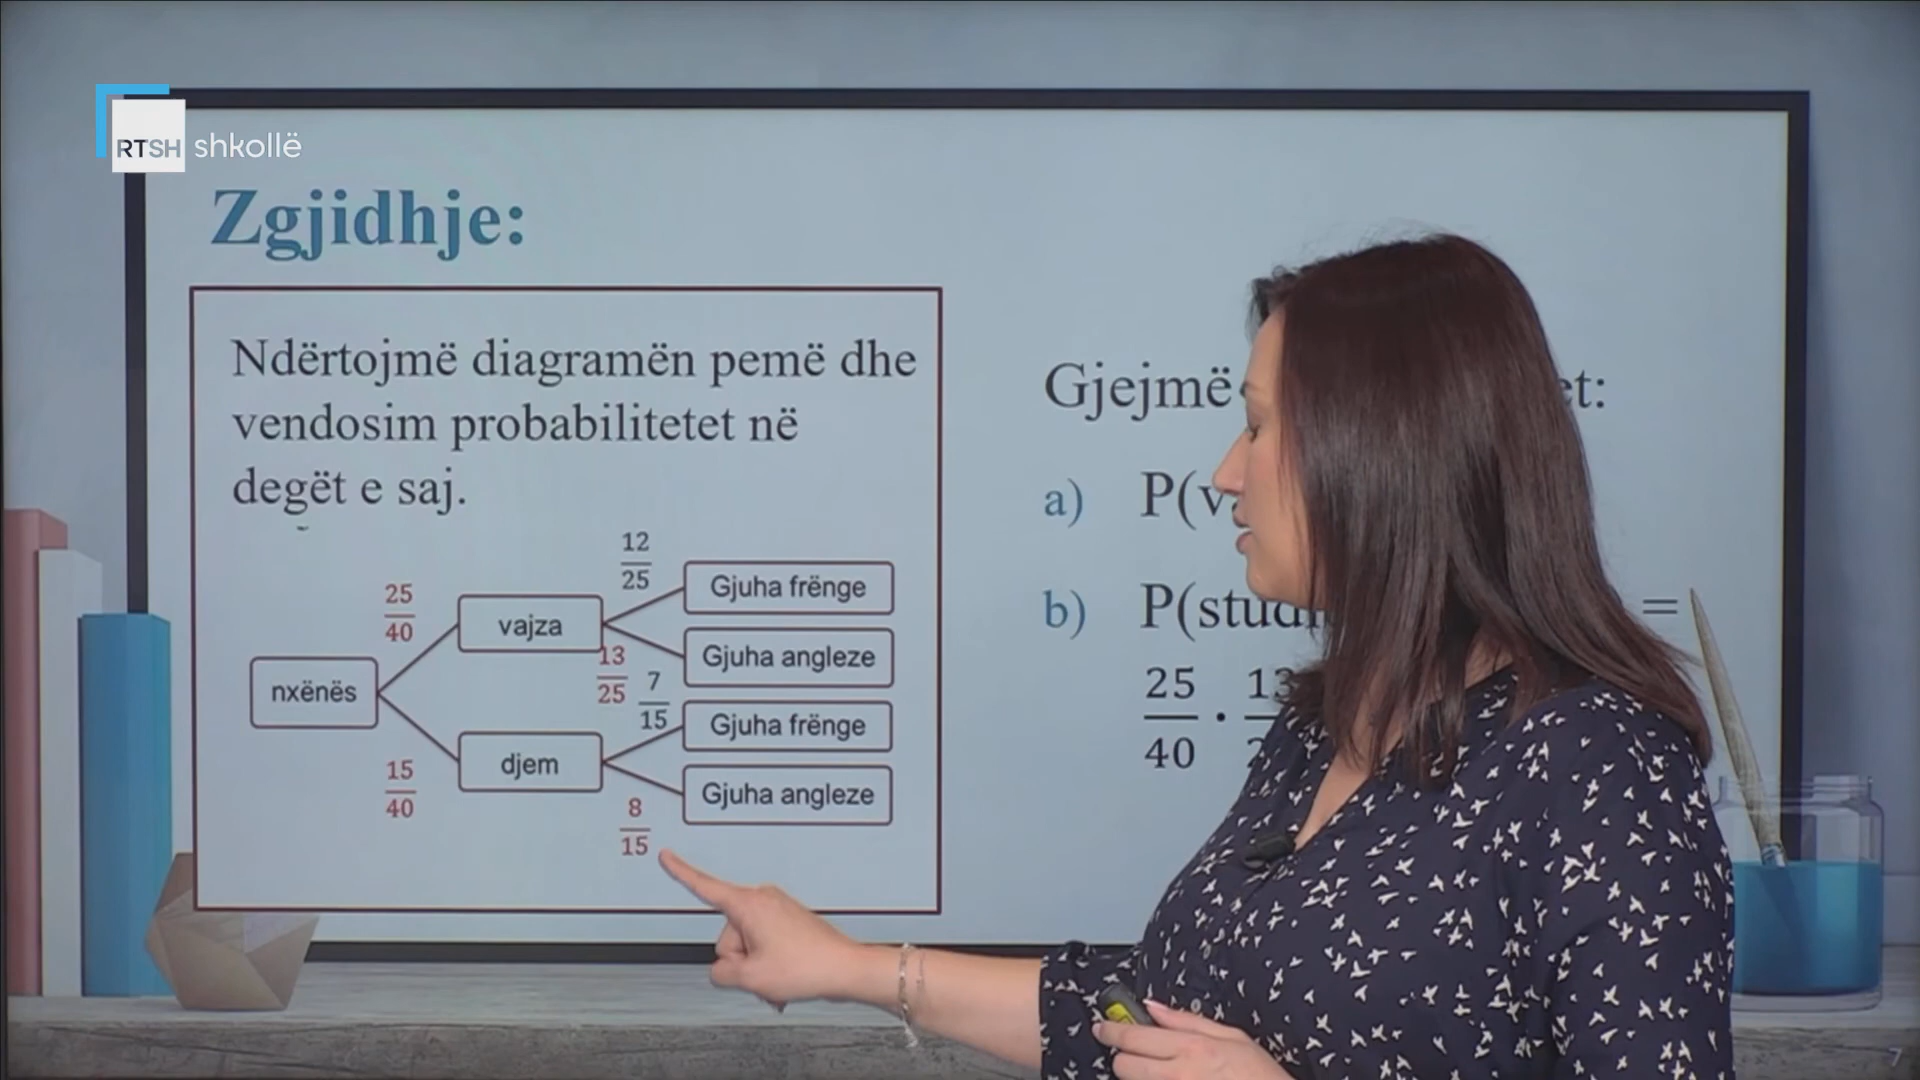 RTSH shkollë
Zgjidhje:
Ndërtojmë diagramën pemë dhe
vendosim probabilitetet në
degët e saj.
nxënës
25
40
15
40
vajza
djem
12
25
13
25
7
15
8
15
Gjuha frënge
Gjuha angleze
Gjuha frënge
Gjuha angleze
Gjejmë
a) P(v
b) P(stud =
25
40
·
7